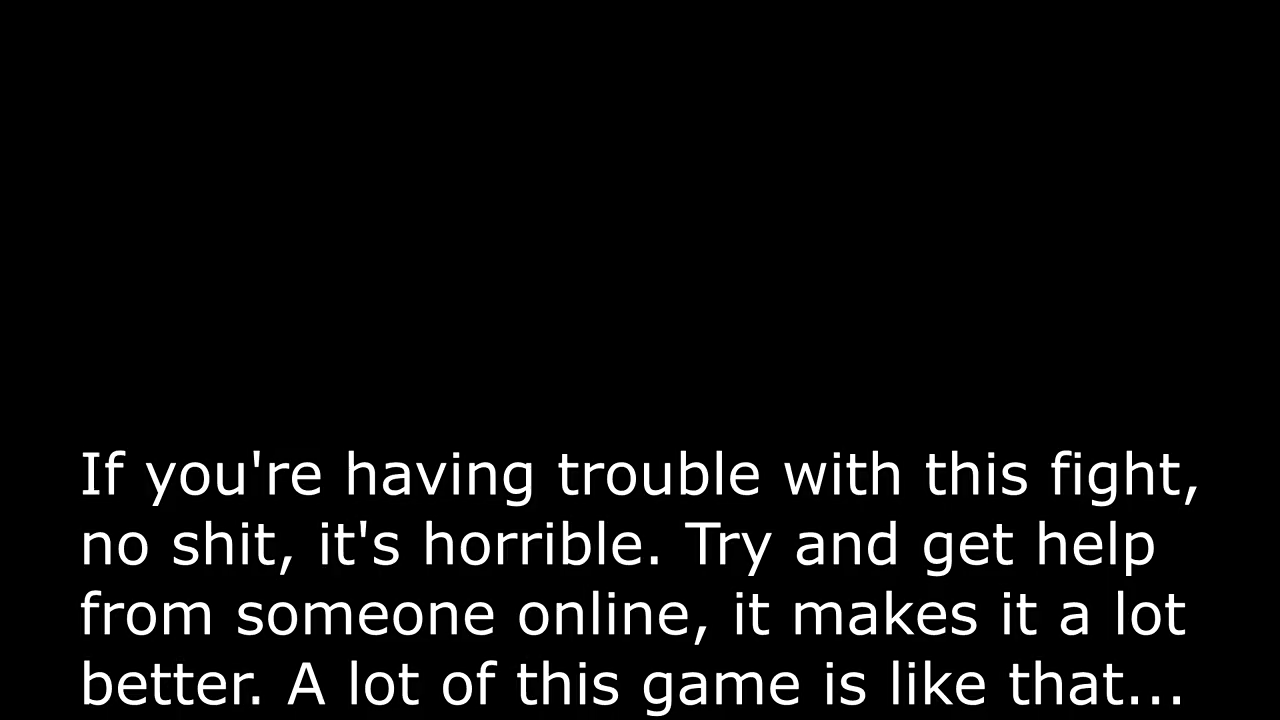 If you're having trouble with this fight,
no shit, it's horrible. Try and get help
from someone online, it makes it a lot
better. A lot of this game is like that...